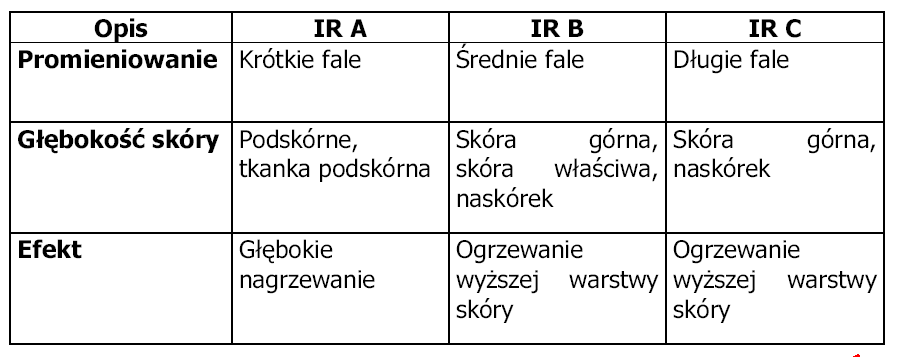 Opis IR A IR B IR C
Promieniowanie Krótkie fale Średnie fale Długie fale
Głębokość skóry Podskórne, Skóra górna, Skóra górna,
tkanka podskórna skóra właściwa, naskórek
naskórek
Efekt Głębokie Ogrzewanie Ogrzewanie
nagrzewanie wyższej warstwy wyższej warstwy
skóry skóry